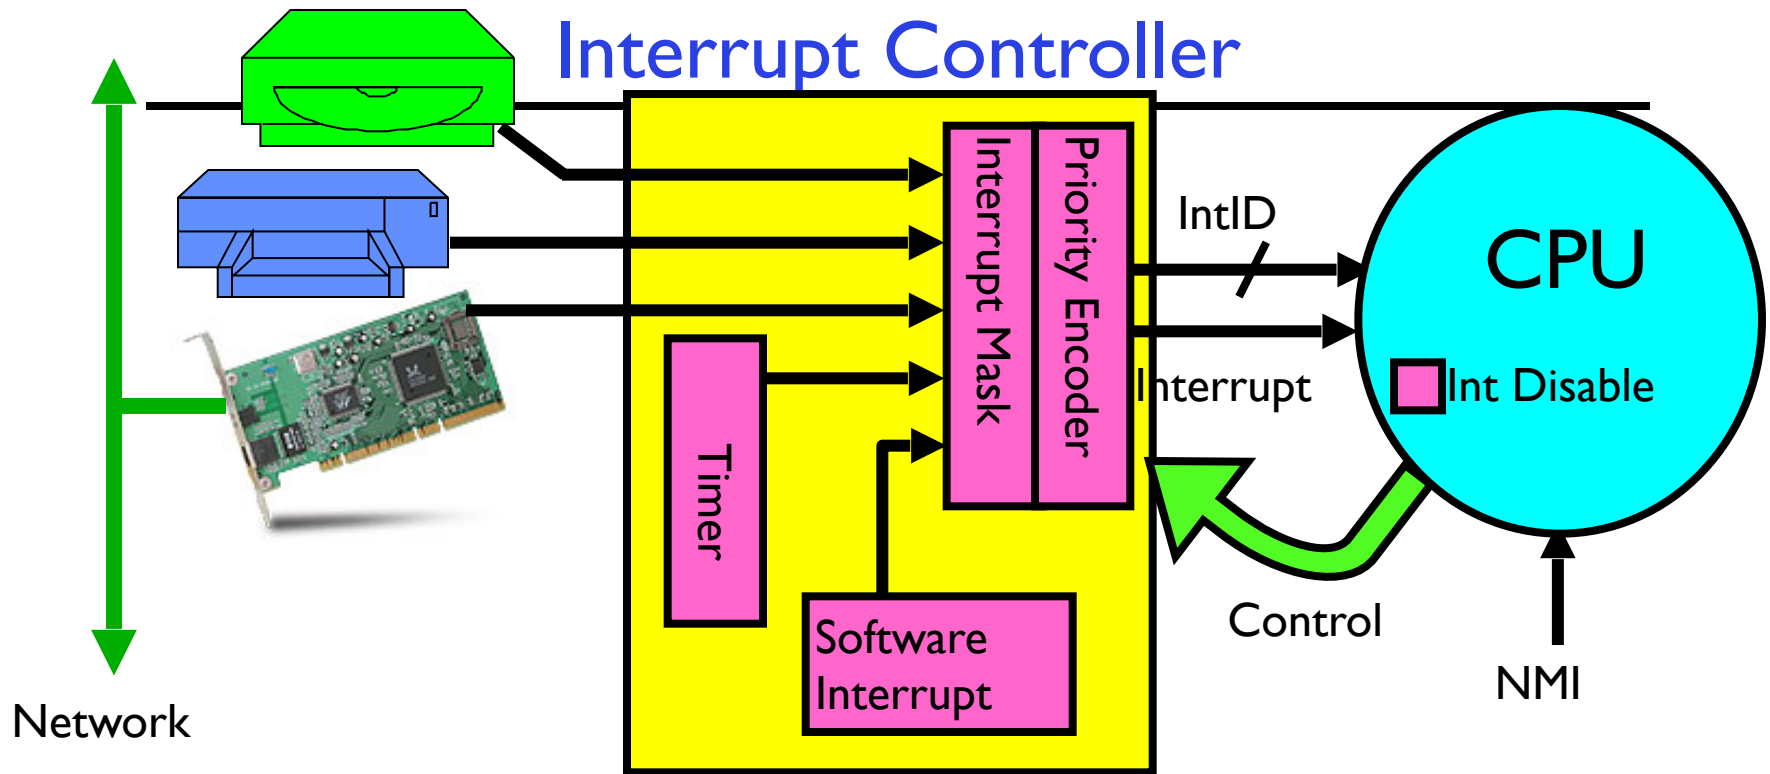 Interrupt Controller
Interrupt Mask
Priority Encoder
IntID
CPU
Interrupt
Int Disable
Timer
Software
Interrupt
Control
NMI
Network